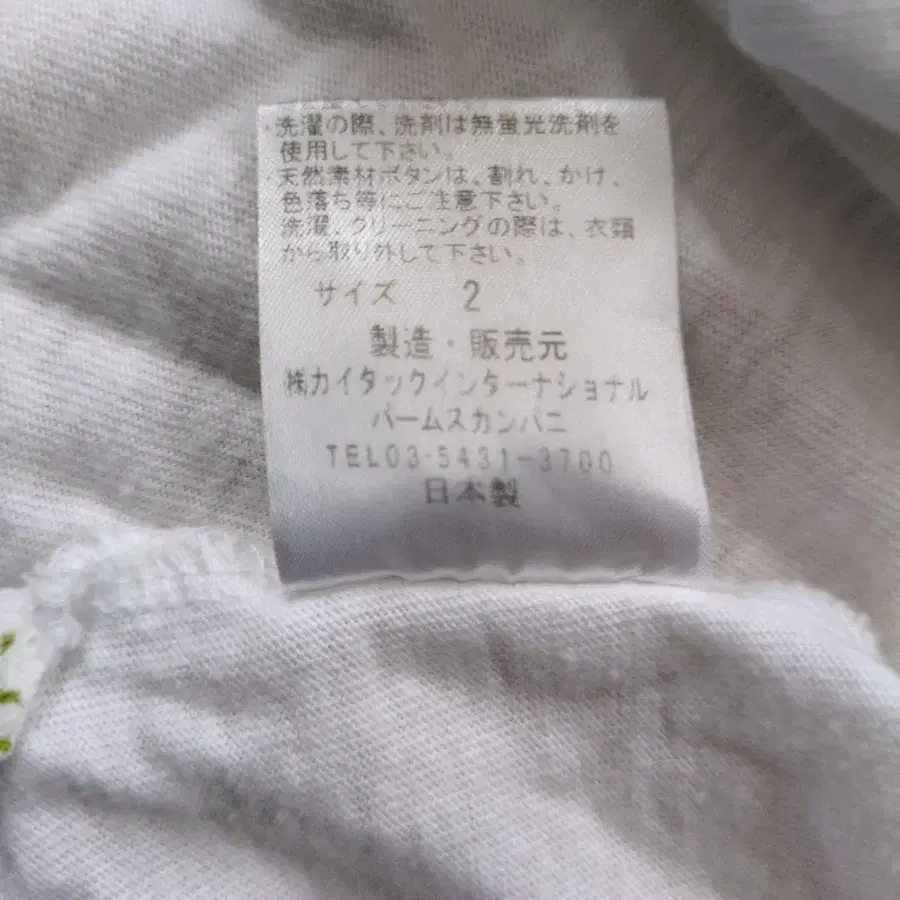 ・洗濯の際、洗剤は無蛍光洗剤を
使用して下さい。
天然素材ボタンは、割れ、かけ、
色落ち等にご注意下さい。
洗濯、クリーニングの際は、衣類
から取り外して下さい。
サイズ 2
製造・販売元
㈱カイタックインターナショナル
パームスカンパニ
TEL03-5431-3700
日本製